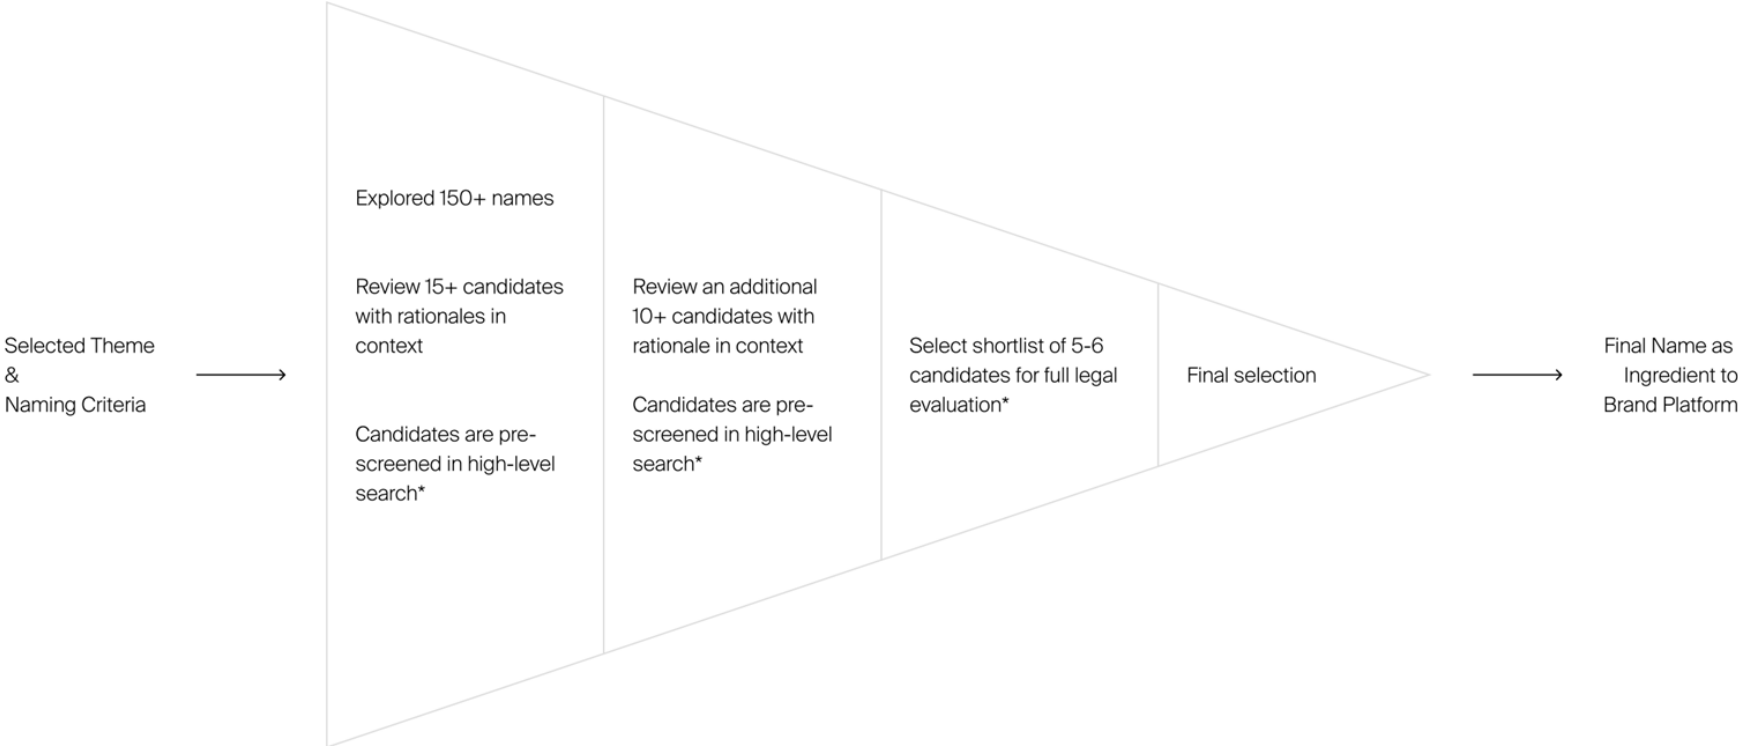 Selected Theme
&
Naming Criteria
Explored 150+ names
Review 15+ candidates
with rationales in
context
Candidates are pre-
screened in high-level
search*
Review an additional
10+ candidates with
rationale in context
Candidates are pre-
screened in high-level
search*
Select shortlist of 5-6
candidates for full legal
evaluation*
Final selection
Final Name as
Ingredient to
Brand Platform